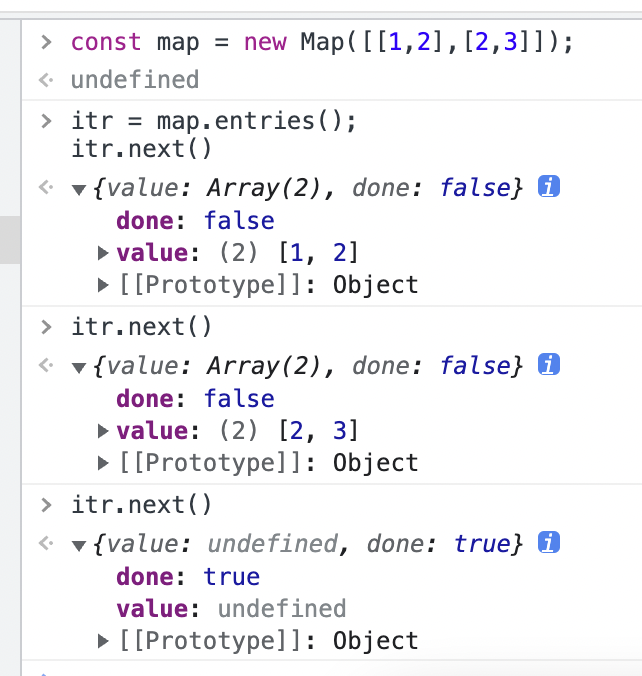 > const map = new Map([[1,2],[2,3]]);
undefined
> itr = map.entries();
itr.next()
{value: Array(2), done: false} i
done: false
value: (2) [1, 2]
[[Prototype]]: Object
> itr.next()
{value: Array(2), done: false} i
done: false
value: (2) [2, 3]
[[Prototype]]: Object
> itr.next()
{value: undefined, done: true} i
done: true
value: undefined
[[Prototype]]: Object